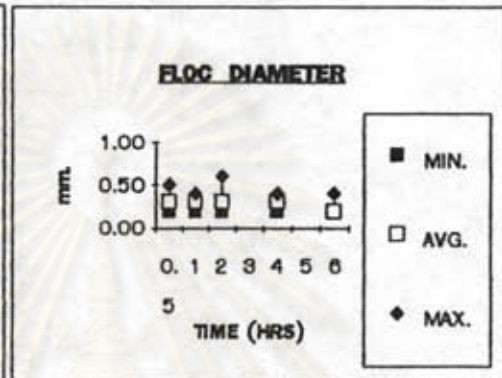 FLOC DIAMETER
1.00
0.50
0.00
mm.
0. 1 2 3 4 5 6
5
TIME (HRS)
MIN.
AVG.
MAX.